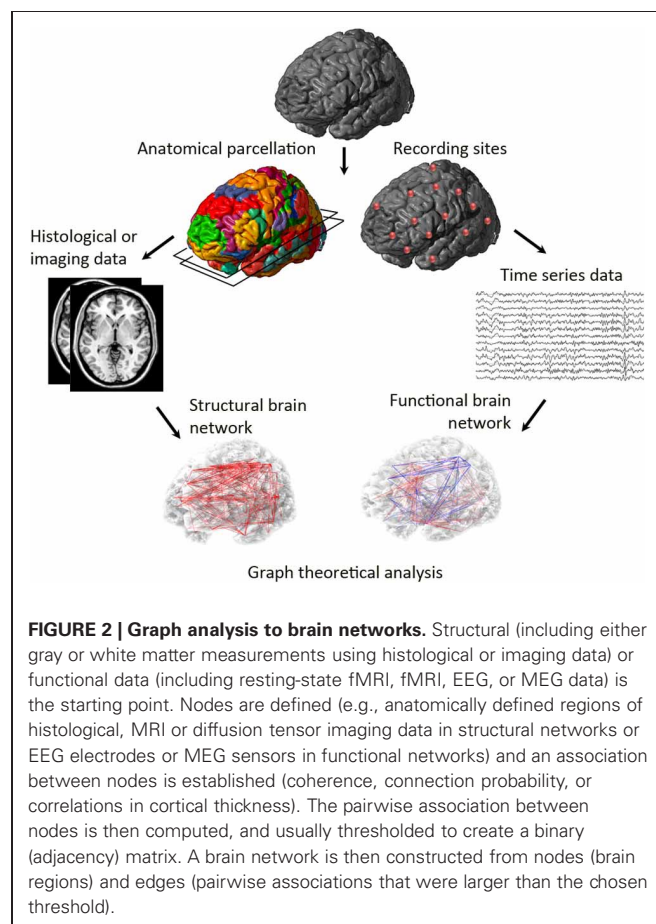 Anatomical parcellation
Recording sites
Histological or
imaging data
Time series data
Structural brain
network
Functional brain
network
Graph theoretical analysis
FIGURE 2 | Graph analysis to brain networks. Structural (including either
gray or white matter measurements using histological or imaging data) or
functional data (including resting-state fMRI, fMRI, EEG, or MEG data) is
the starting point. Nodes are defined (e.g., anatomically defined regions of
histological, MRI or diffusion tensor imaging data in structural networks or
EEG electrodes or MEG sensors in functional networks) and an association
between nodes is established (coherence, connection probability, or
correlations in cortical thickness). The pairwise association between
nodes is then computed, and usually thresholded to create a binary
(adjacency) matrix. A brain network is then constructed from nodes (brain
regions) and edges (pairwise associations that were larger than the chosen
threshold).